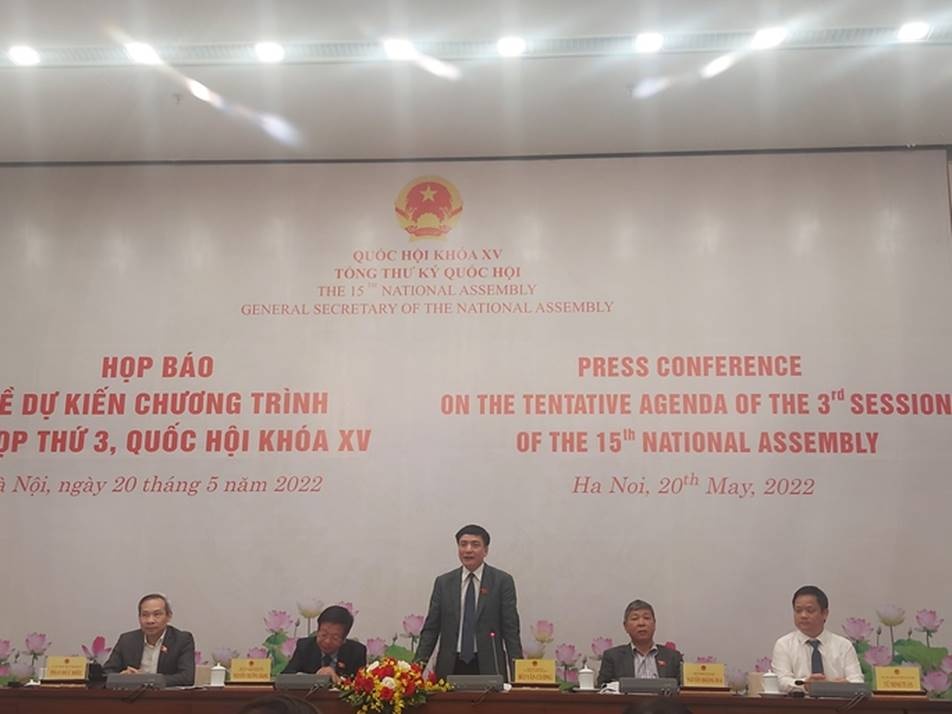 QUỐC HỘI KHÓA XV
TỔNG THƯ KÝ QUỐC HỘI
THE 15TH NATIONAL ASSEMBLY
GENERAL SECRETARY OF THE NATIONAL ASSEMBLY
HỌP BÁO
DỰ KIẾN CHƯƠNG TRÌNH
THỨ 3, QUỐC HỘI KHÓA XV
Nội, ngày 20 tháng 5 năm 2022
PRESS CONFERENCE
ON THE TENTATIVE AGENDA OF THE 3rd SESSION
OF THE 15th NATIONAL ASSEMBLY
Ha Noi, 20th May, 2022
BÙI VĂN CƯỜNG